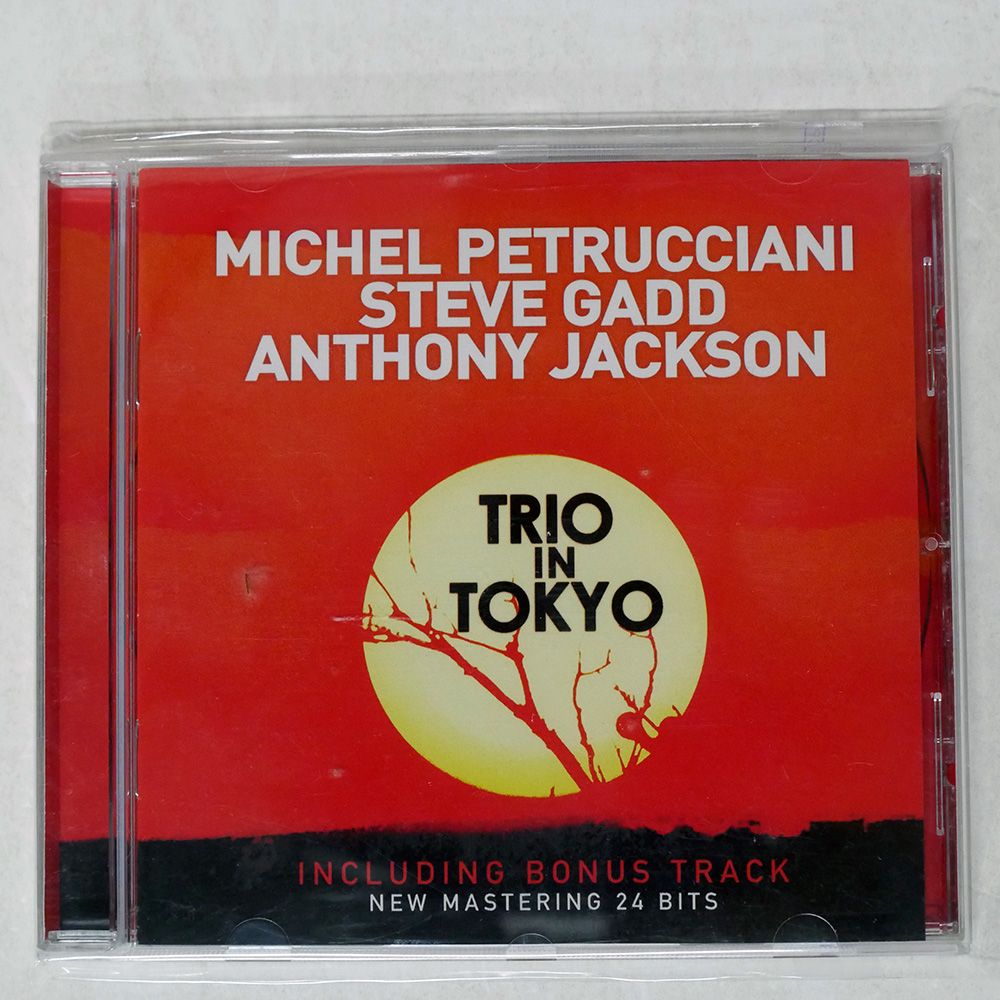 MICHEL PETRUCCIANI
STEVE GADD
ANTHONY JACKSON
TRIO
IN
TOKYO
INCLUDING BONUS TRACK
NEW MASTERING 24 BITS